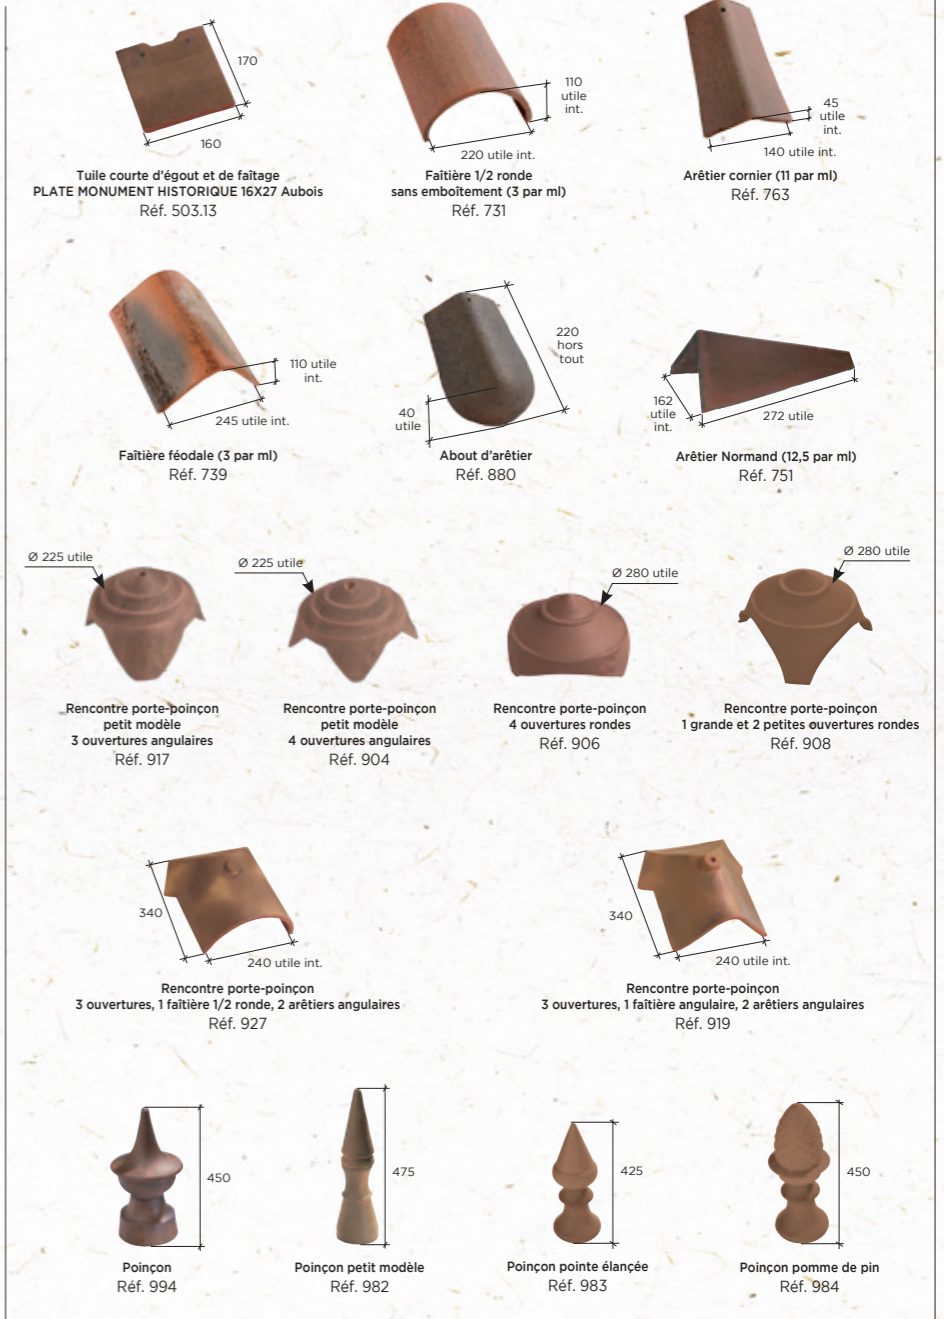 170
160
Tuile courte d'égout et de faîtage
PLATE MONUMENT HISTORIQUE 16X27 Aubois
Réf. 503.13
110
utile
int.
220 utile int.
Faîtière 1/2 ronde
sans emboîtement (3 par ml)
Réf. 731
45
utile
int.
140 utile int.
Arêtier cornier (11 par ml)
Réf. 763
110 utile
int.
245 utile int.
Faîtière féodale (3 par ml)
Réf. 739
220
hors
tout
40
utile
About d'arêtier
Réf. 880
162
utile
int.
272 utile
Arêtier Normand (12,5 par ml)
Réf. 751
Ø 225 utile
Rencontre porte-poinçon
petit modèle
3 ouvertures angulaires
Réf. 917
Ø 225 utile
Rencontre porte-poinçon
petit modèle
4 ouvertures angulaires
Réf. 904
Ø 280 utile
Rencontre porte-poinçon
4 ouvertures rondes
Réf. 906
Ø 280 utile
Rencontre porte-poinçon
1 grande et 2 petites ouvertures rondes
Réf. 908
340
240 utile int.
Rencontre porte-poinçon
3 ouvertures, 1 faîtière 1/2 ronde, 2 arêtiers angulaires
Réf. 927
340
240 utile int.
Rencontre porte-poinçon
3 ouvertures, 1 faîtière angulaire, 2 arêtiers angulaires
Réf. 919
450
Poinçon
Réf. 994
475
Poinçon petit modèle
Réf. 982
425
Poinçon pointe élançée
Réf. 983
450
Poinçon pomme de pin
Réf. 984